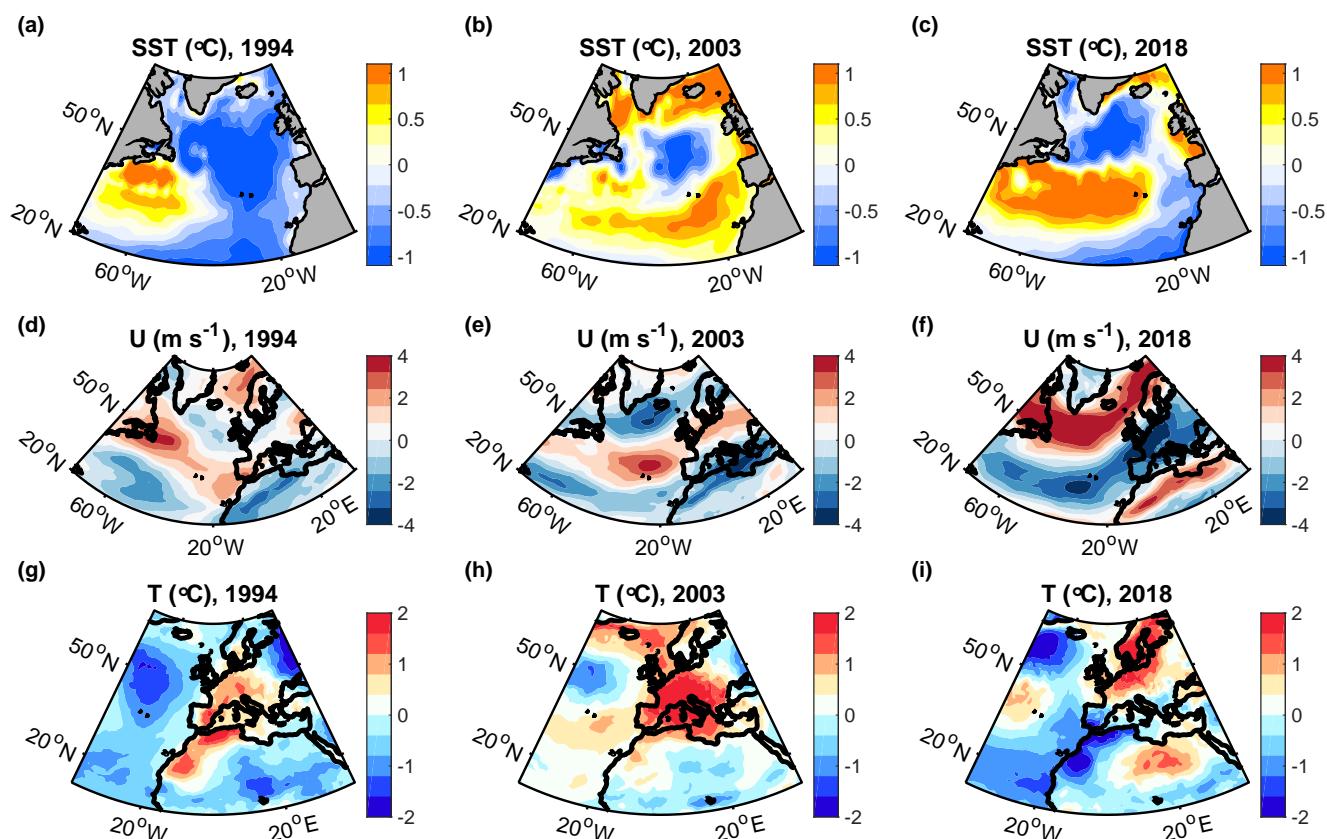 (a)
SST (°C), 1994
50°N
20°N
60°W
20°W
1
0.5
0
-0.5
-1
(b)
SST (°C), 2003
50°N
20°N
60°W
20°W
1
0.5
0
-0.5
-1
(c)
SST (°C), 2018
50°N
20°N
60°W
20°W
1
0.5
0
-0.5
-1
(d)
U (m s⁻¹), 1994
50°N
20°N
60°W
20°W
20°E
4
2
0
-2
-4
(e)
U (m s⁻¹), 2003
50°N
20°N
60°W
20°W
20°E
4
2
0
-2
-4
(f)
U (m s⁻¹), 2018
50°N
20°N
60°W
20°W
20°E
4
2
0
-2
-4
(g)
T (°C), 1994
50°N
20°N
20°W
20°E
2
1
0
-1
-2
(h)
T (°C), 2003
50°N
20°N
20°W
20°E
2
1
0
-1
-2
(i)
T (°C), 2018
50°N
20°N
20°W
20°E
2
1
0
-1
-2